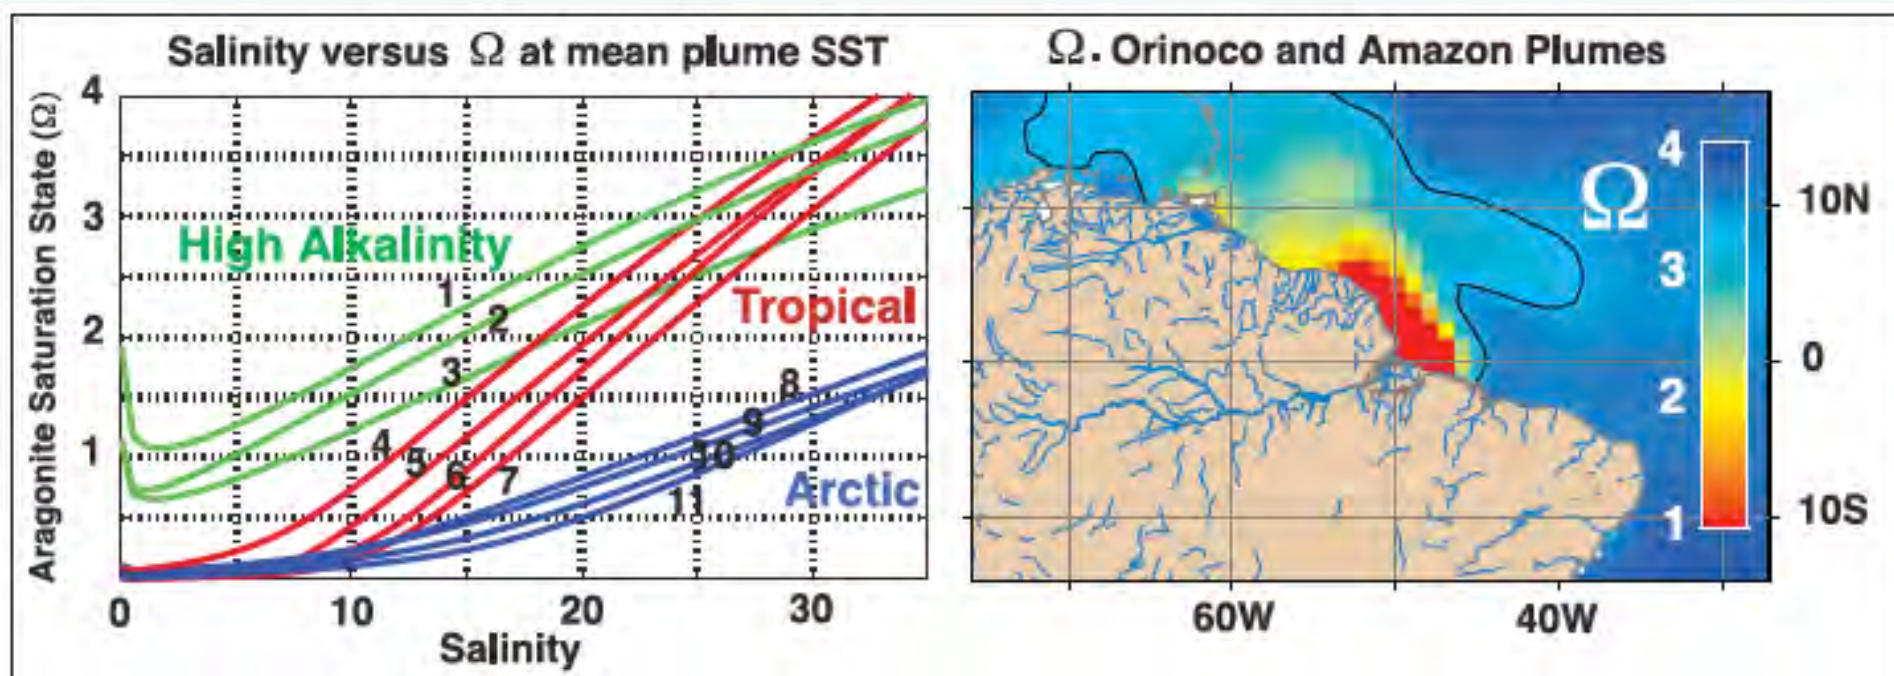 Salinity versus Ω at mean plume SST
Aragonite Saturation State (Ω)
4
3
2
1
High Alkalinity
Tropical
Arctic
1
2
3
4
5
6
7
8
9
10
11
0 10 20 30
Salinity
Ω. Orinoco and Amazon Plumes
Ω
4
3
2
1
10N
0
10S
60W 40W